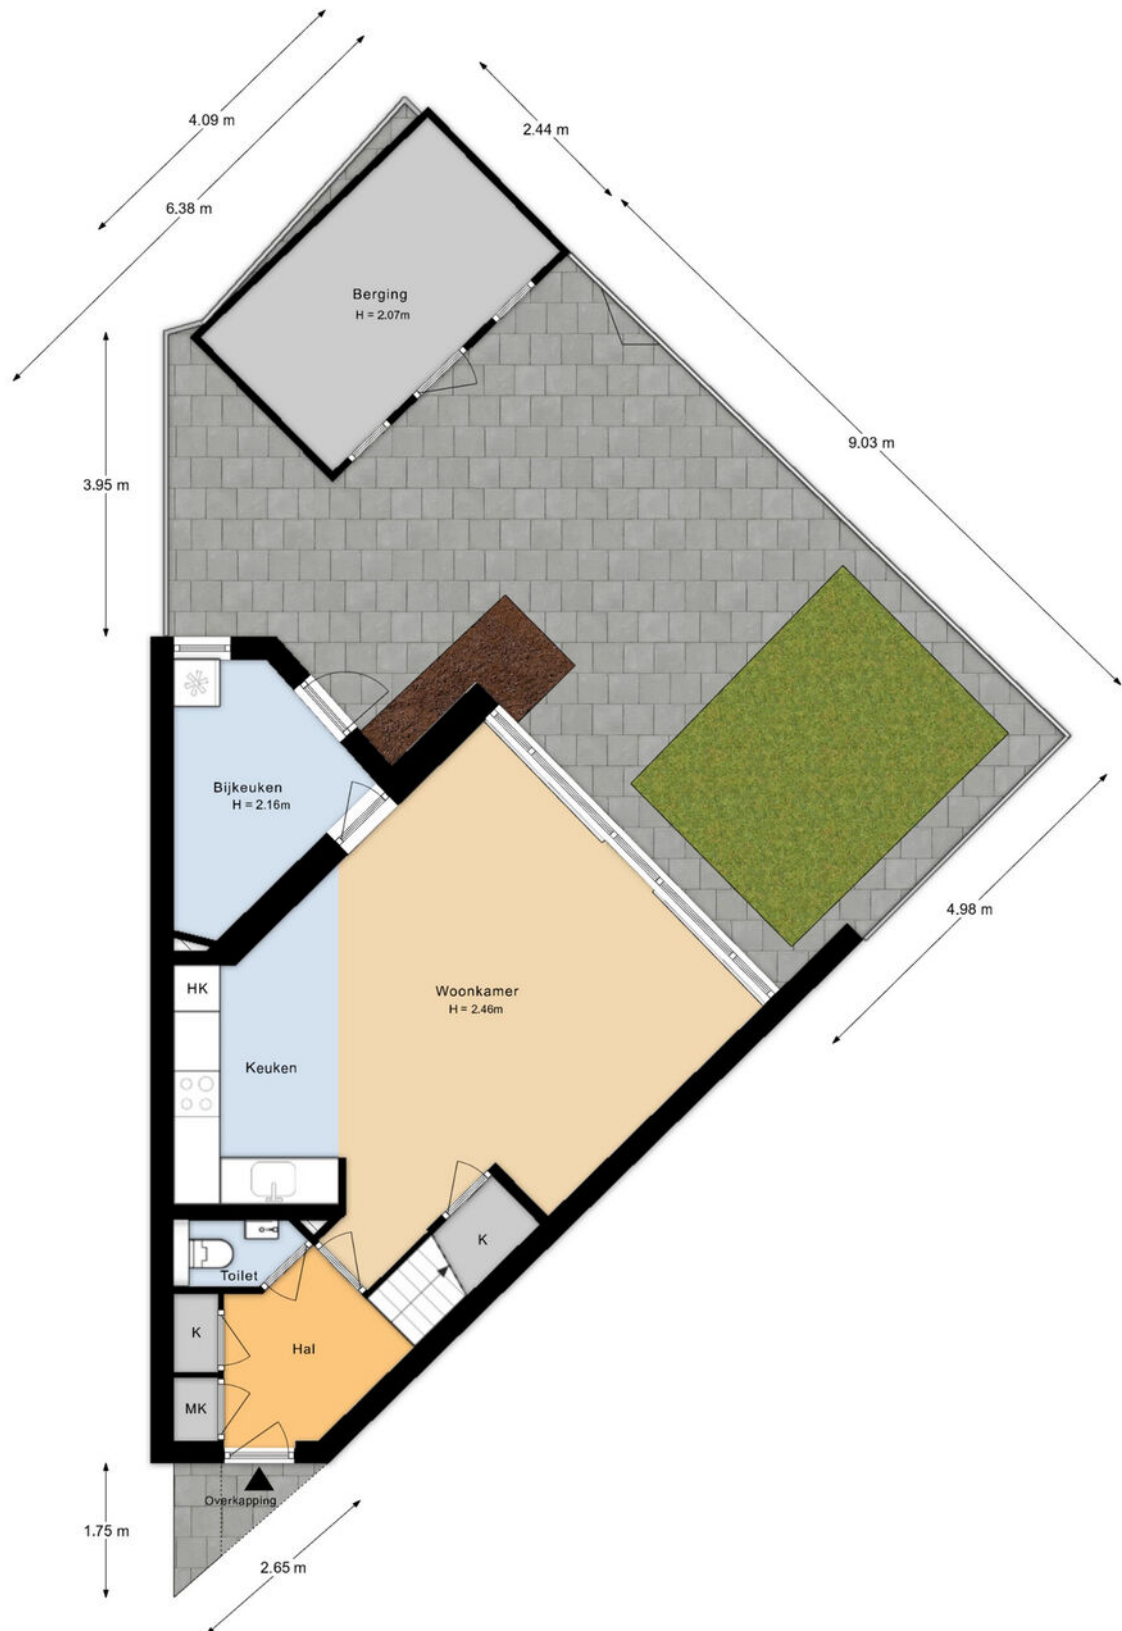 4.09 m
2.44 m
6.38 m
Berging
H = 2.07m
9.03 m
3.95 m
Bijkeuken
H = 2.16m
4.98 m
HK
Woonkamer
H = 2.46m
Keuken
K
Toilet
K
Hal
MK
Overkapping
1.75 m
2.65 m